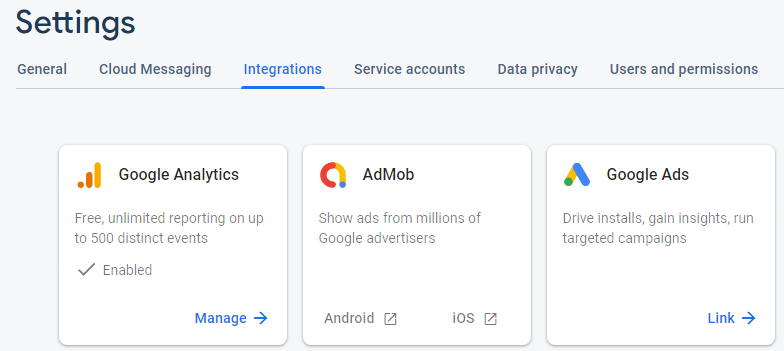 Settings
General Cloud Messaging Integrations Service accounts Data privacy Users and permissions
Google Analytics
Free, unlimited reporting on up
to 500 distinct events
Enabled
Manage
AdMob
Show ads from millions of
Google advertisers
Android iOS
Google Ads
Drive installs, gain insights, run
targeted campaigns
Link